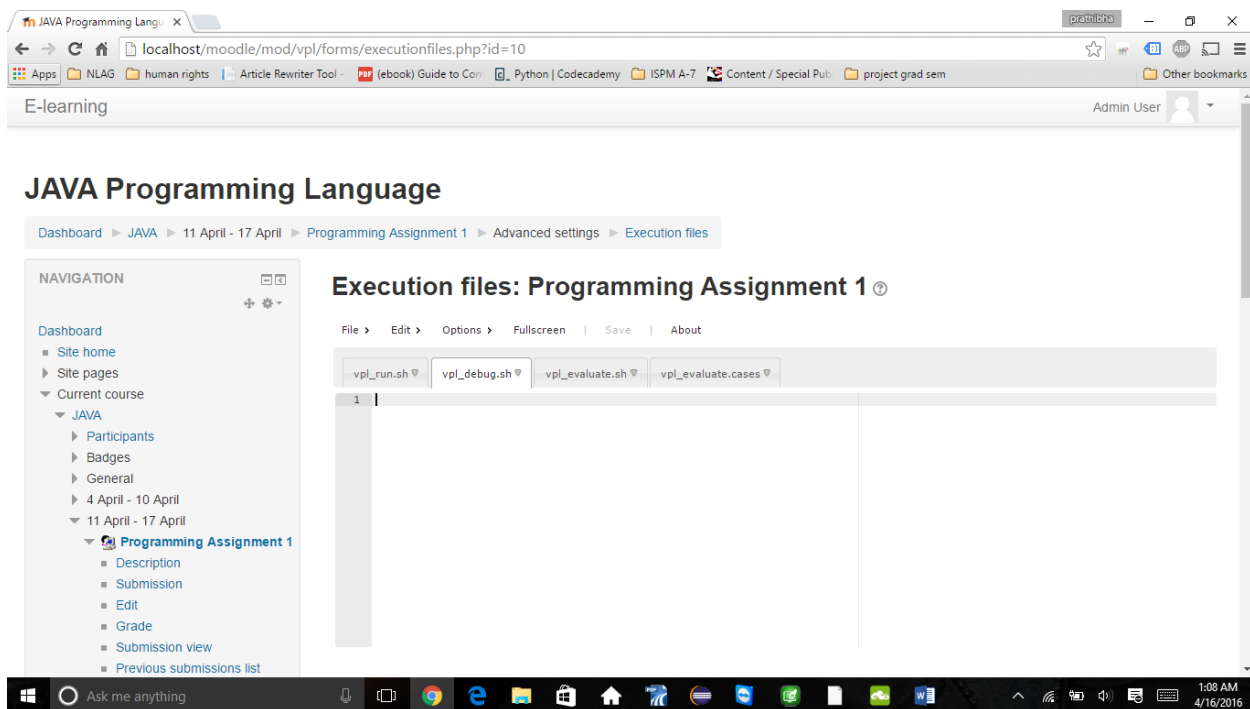 JAVA Programming Langu
prathibha
localhost/moodle/mod/vpl/forms/executionfiles.php?id=10
Apps NLAG human rights Article Rewriter Tool - PDF (ebook) Guide to Com Python | Codecademy ISPM A-7 Content / Special Pub project grad sem Other bookmarks
E-learning Admin User
JAVA Programming Language
Dashboard JAVA 11 April - 17 April Programming Assignment 1 Advanced settings Execution files
NAVIGATION
Execution files: Programming Assignment 1
File Edit Options Fullscreen | Save | About
vpl_run.sh vpl_debug.sh vpl_evaluate.sh vpl_evaluate.cases
1
Dashboard
Site home
Site pages
Current course
JAVA
Participants
Badges
General
4 April - 10 April
11 April - 17 April
Programming Assignment 1
Description
Submission
Edit
Grade
Submission view
Previous submissions list
Ask me anything
1:08 AM
4/16/2016